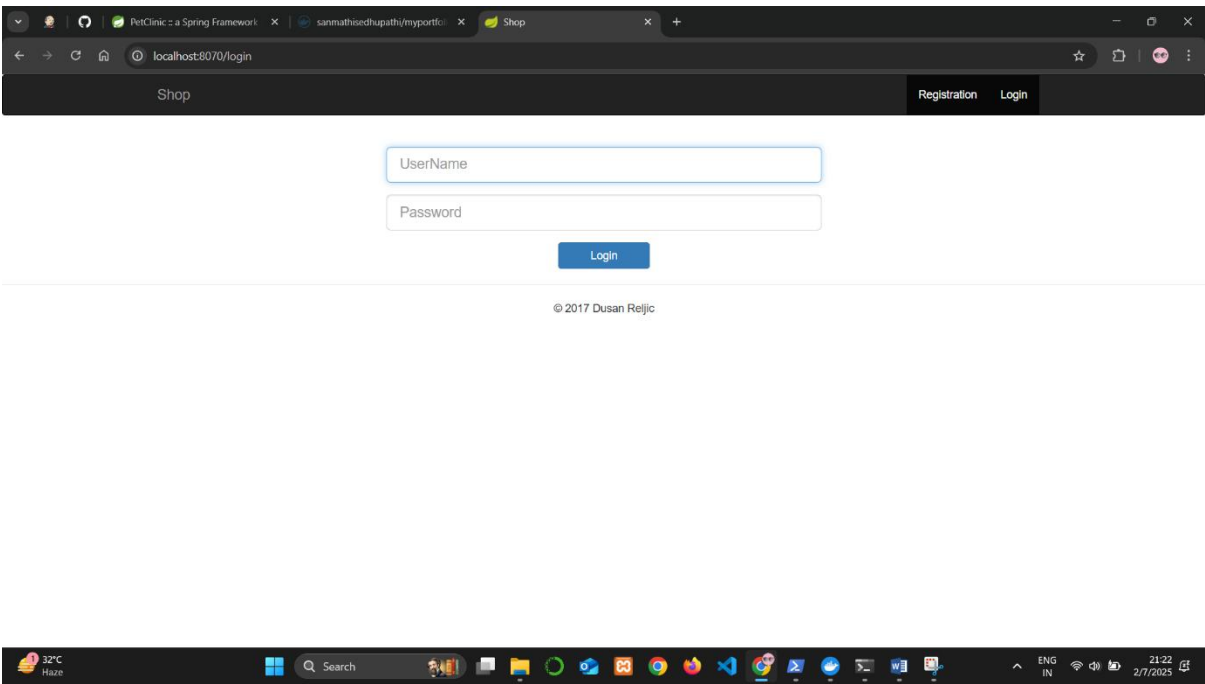 PetClinic :: a Spring Framework
sanmathisedhupathi/myportfoli
Shop
localhost:8070/login
Shop
Registration
Login
UserName
Password
Login
© 2017 Dusan Reljic
1
32°C
Haze
Search
ENG
IN
21:22
2/7/2025